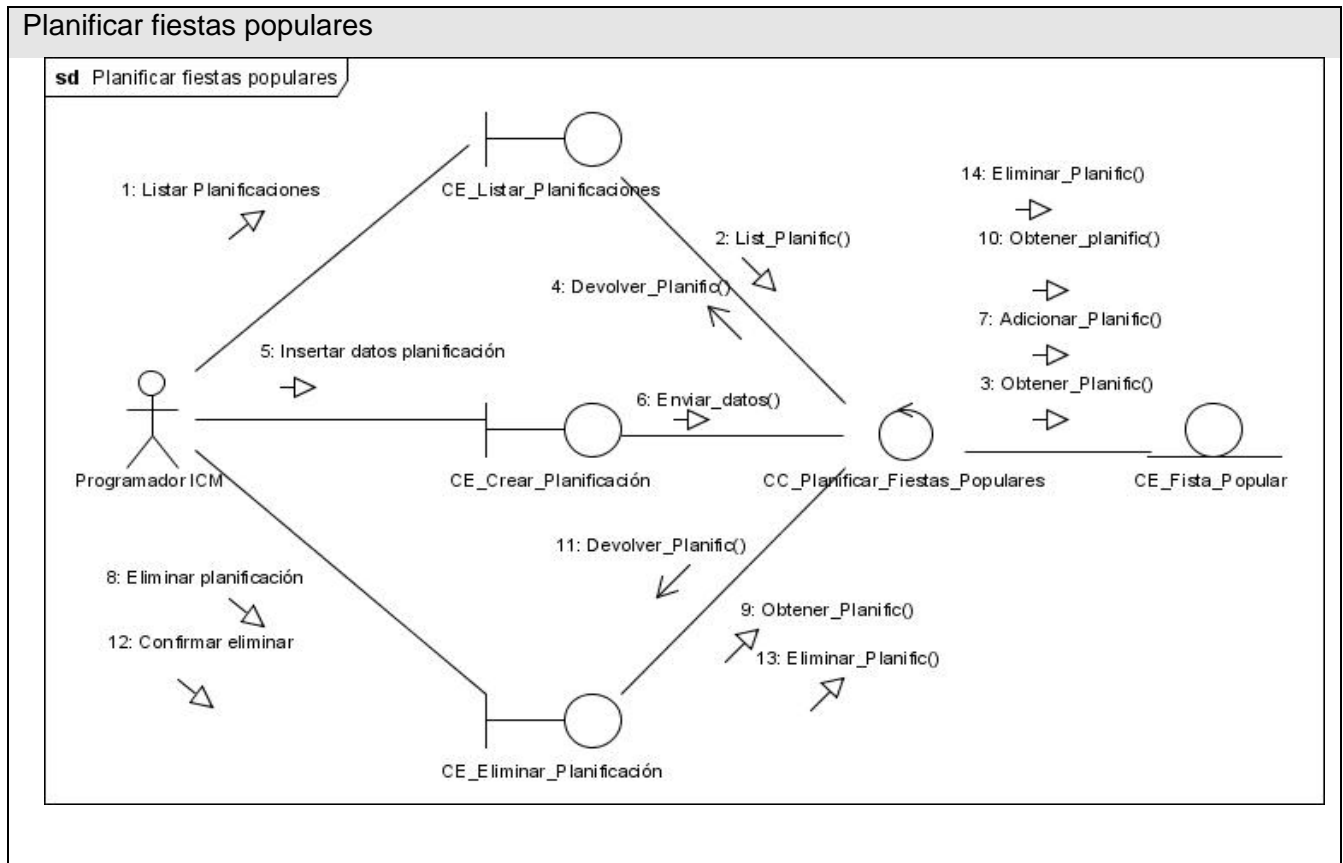 Planificar fiestas populares
sd Planificar fiestas populares
1: Listar Planificaciones
CE_Listar_Planificaciones
14: Eliminar_Planific()
2: List_Planific()
10: Obtener_planific()
4: Devolver_Planific()
7: Adicionar_Planific()
5: Insertar datos planificación
3: Obtener_Planific()
6: Enviar_datos()
Programador ICM
CE_Crear_Planificación
CC_Planificar_Fiestas_Populares
CE_Fista_Popular
11: Devolver_Planific()
8: Eliminar planificación
9: Obtener_Planific()
12: Confirmar eliminar
13: Eliminar_Planific()
CE_Eliminar_Planificación